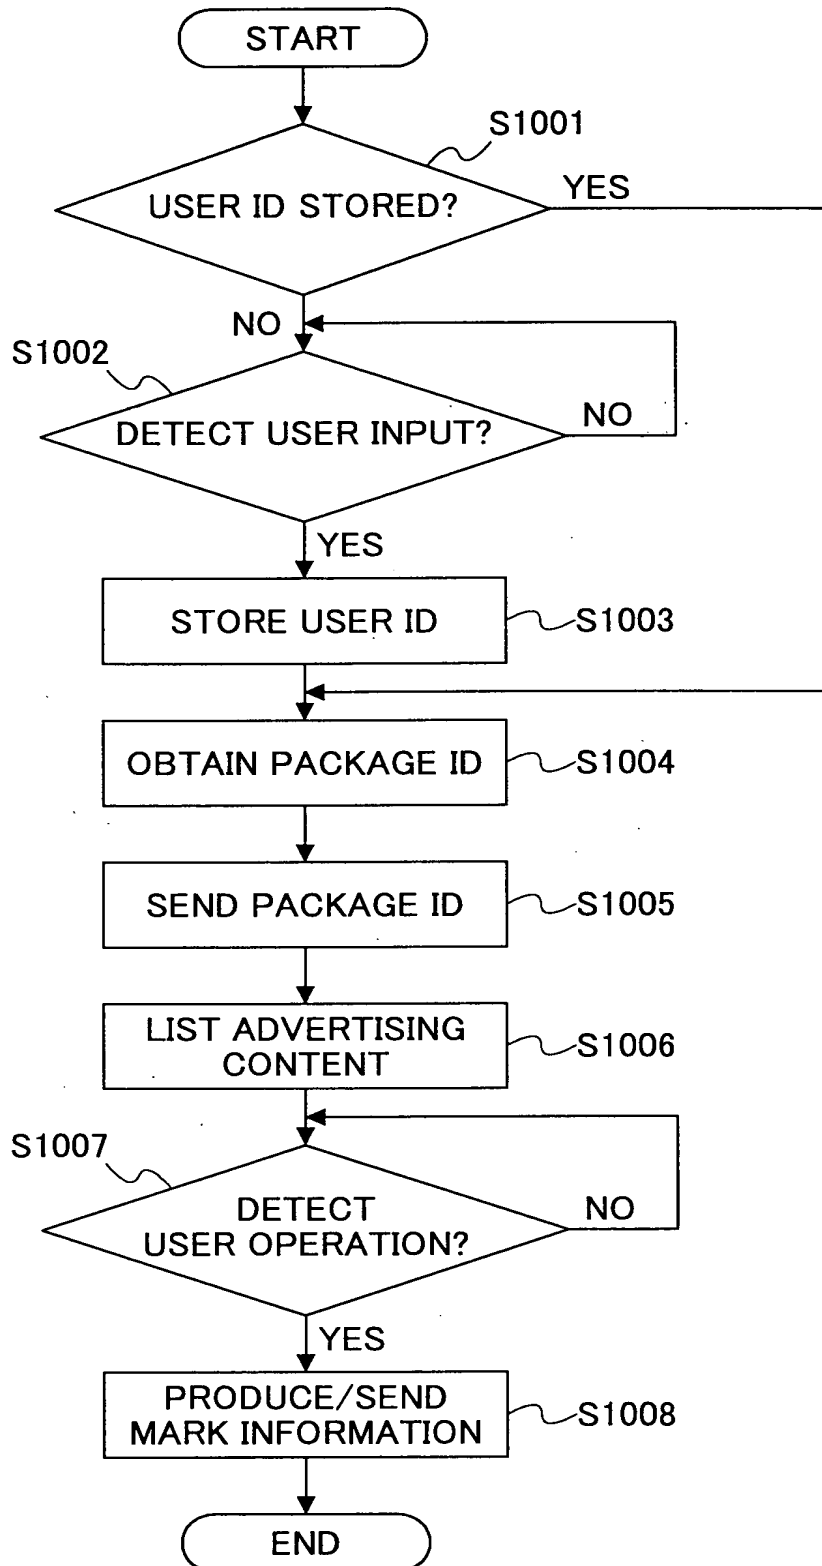 START
S1001
USER ID STORED?
YES
NO
S1002
DETECT USER INPUT?
NO
YES
STORE USER ID
S1003
OBTAIN PACKAGE ID
S1004
SEND PACKAGE ID
S1005
LIST ADVERTISING
CONTENT
S1006
S1007
DETECT
USER OPERATION?
NO
YES
PRODUCE/SEND
MARK INFORMATION
S1008
END